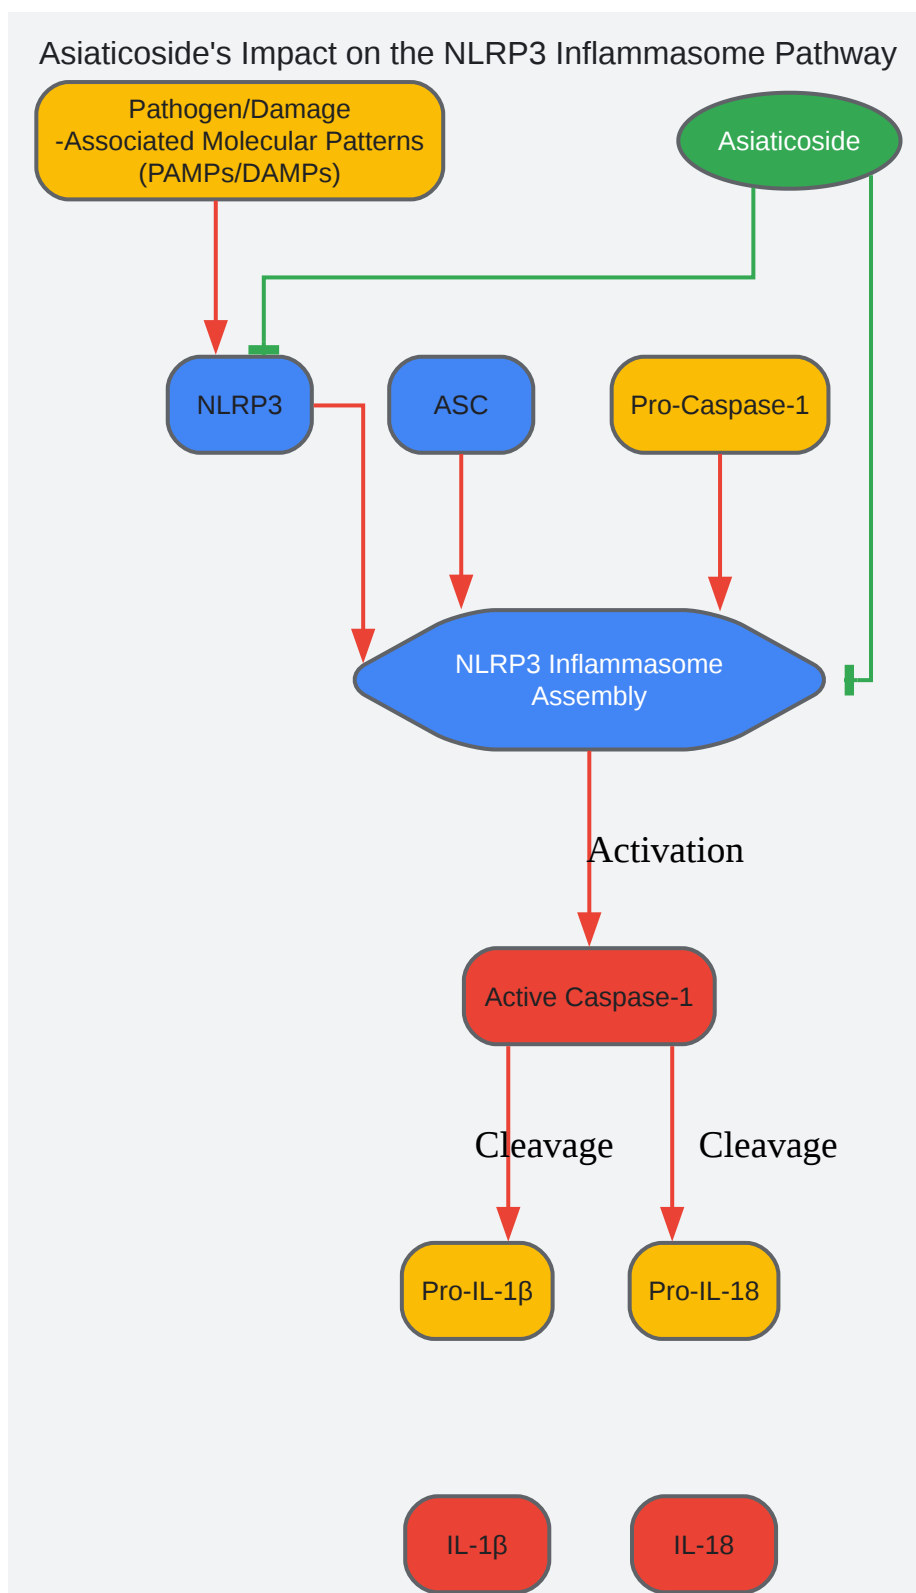 Asiaticoside's Impact on the NLRP3 Inflammasome Pathway
Pathogen/Damage
-Associated Molecular Patterns
(PAMPs/DAMPs)
Asiaticoside
NLRP3
ASC
Pro-Caspase-1
NLRP3 Inflammasome
Assembly
Activation
Active Caspase-1
Cleavage
Cleavage
Pro-IL-1β
Pro-IL-18
IL-1β
IL-18